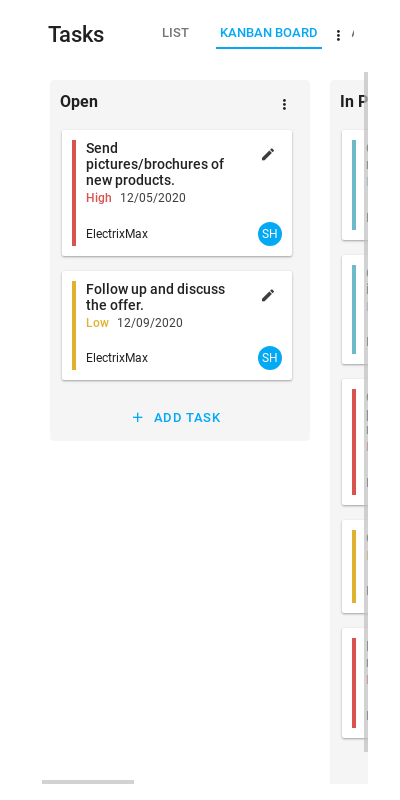 Tasks
LIST
KANBAN BOARD
Open
Send
pictures/brochures of
new products.
High 12/05/2020
ElectrixMax
SH
Follow up and discuss
the offer.
Low 12/09/2020
ElectrixMax
SH
+ ADD TASK
In P